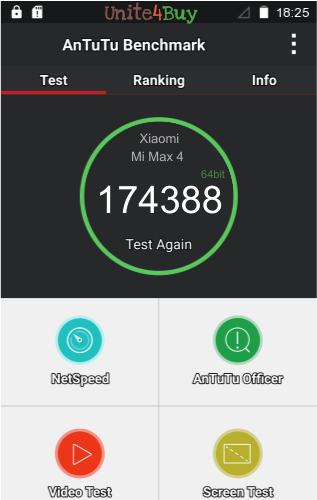 Unite4Buy
18:25
AnTuTu Benchmark
Test Ranking Info
Xiaomi
Mi Max 4
64bit
174388
Test Again
NetSpeed AnTuTu Officer
Video Test Screen Test